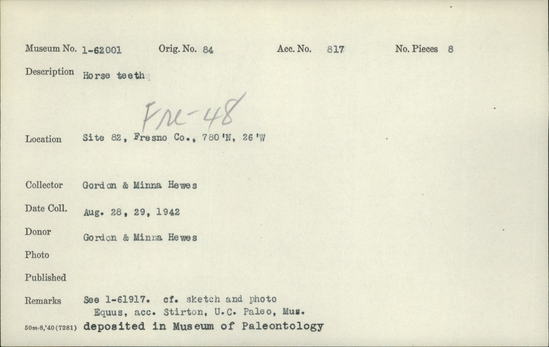 Museum No. 1-62001 Orig. No. 84 Acc. No. 817 No. Pieces 8
Description Horse teeth
Fre-48
Location Site 82, Fresno Co., 780'N, 26'W
Collector Gordon & Minna Hewes
Date Coll. Aug. 28, 29, 1942
Donor Gordon & Minna Hewes
Photo
Published
Remarks See 1-61917. cf. sketch and photo
Equus, acc. Stirton, U.C. Paleo, Mus.
50m-8,'40(7281) deposited in Museum of Paleontology